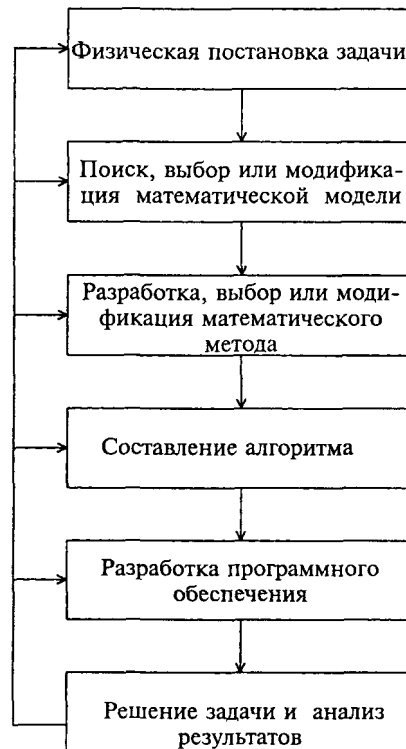 Физическая постановка задачи
Поиск, выбор или модифика-
ция математической модели
Разработка, выбор или моди-
фикация математического
метода
Составление алгоритма
Разработка программного
обеспечения
Решение задачи и анализ
результатов